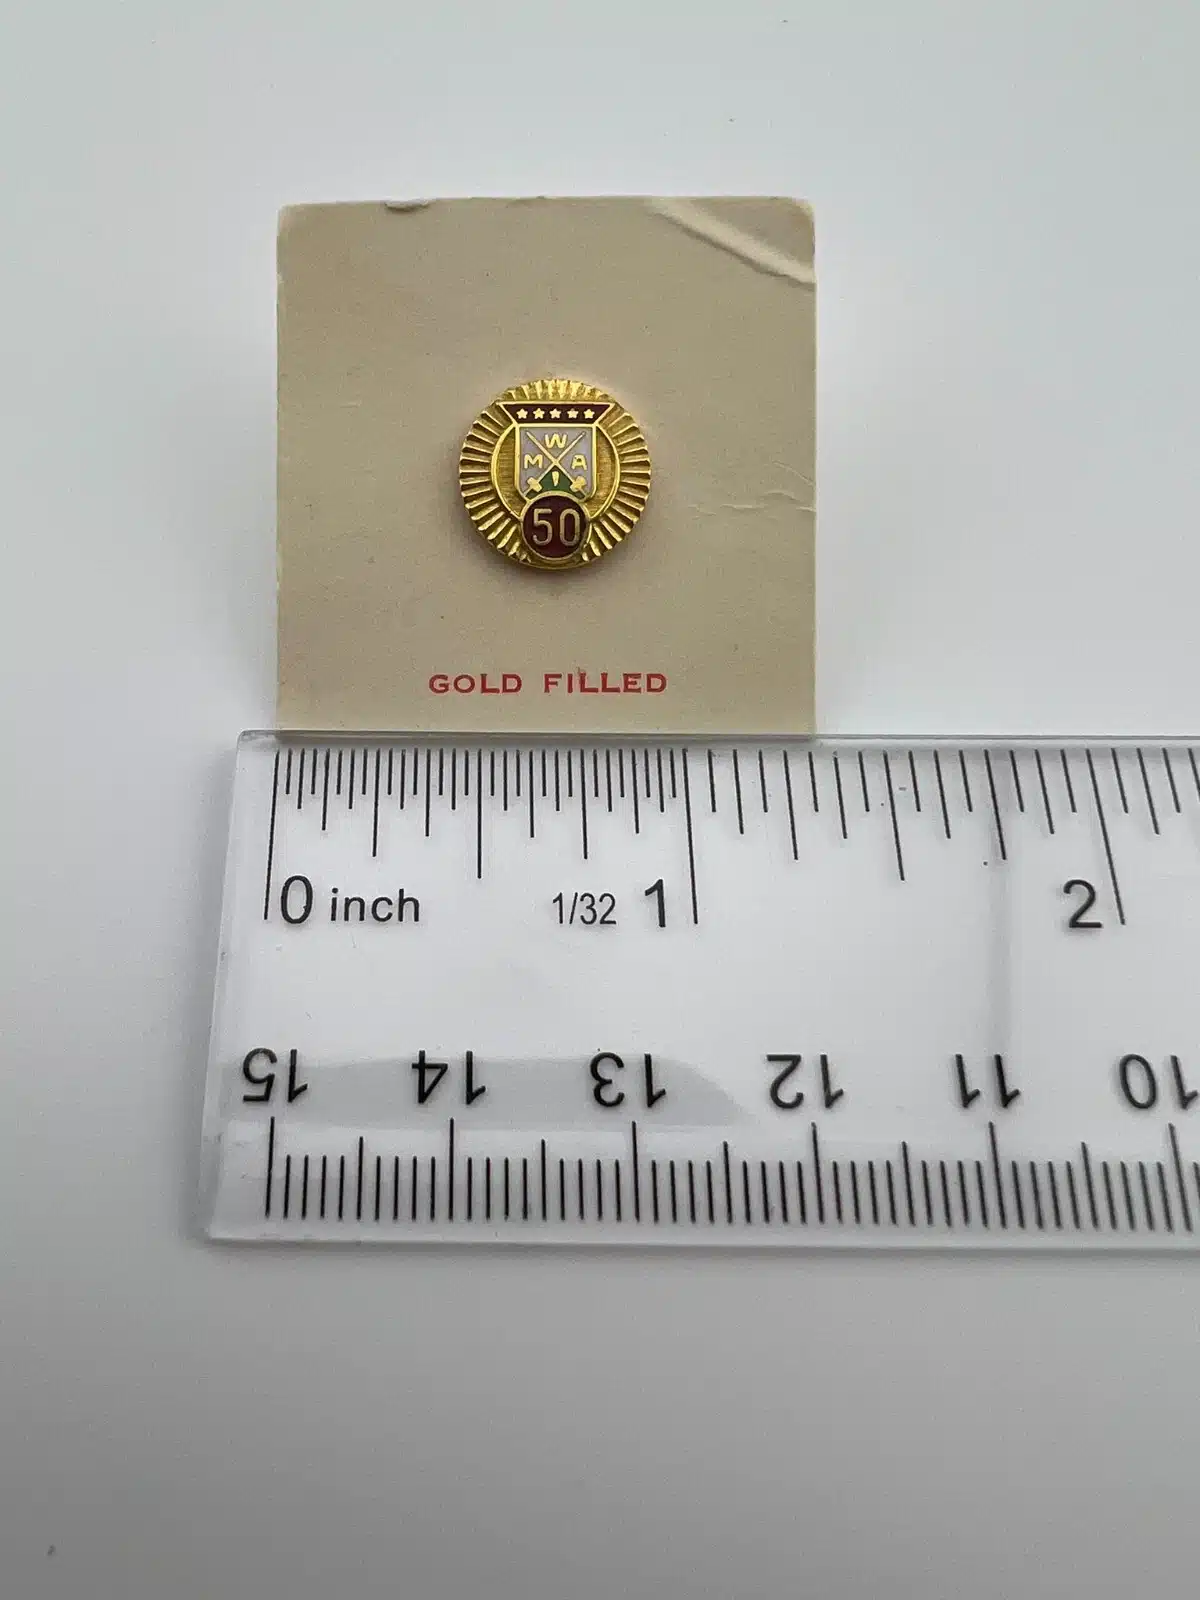 W
M A
50
GOLD FILLED
0 inch 1/32 1 2
15 14 13 12 11 10